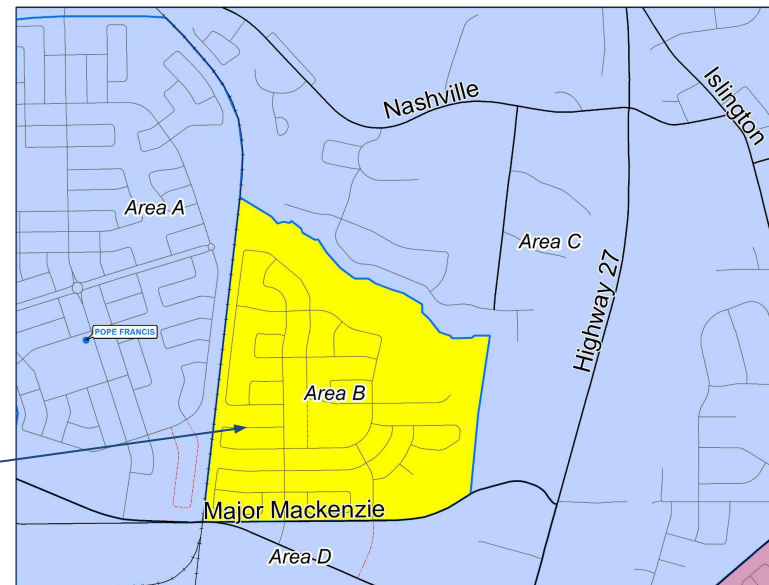 Nashville
Islington
Area A
Area C
Highway 27
POPE FRANCIS
Area B
Major Mackenzie
Area D